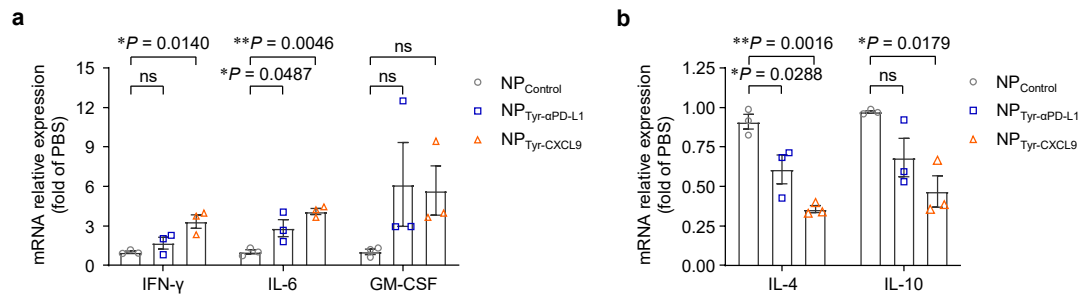 a
*P = 0.0140
**P = 0.0046
ns
ns
*P = 0.0487
ns
mRNA relative expression
(fold of PBS)
15
12
9
6
3
0
IFN-γ
IL-6
GM-CSF
NPControl
NPTyr-αPD-L1
NPTyr-CXCL9
b
**P = 0.0016
*P = 0.0179
*P = 0.0288
ns
mRNA relative expression
(fold of PBS)
1.25
1.00
0.75
0.50
0.25
0.00
IL-4
IL-10
NPControl
NPTyr-αPD-L1
NPTyr-CXCL9